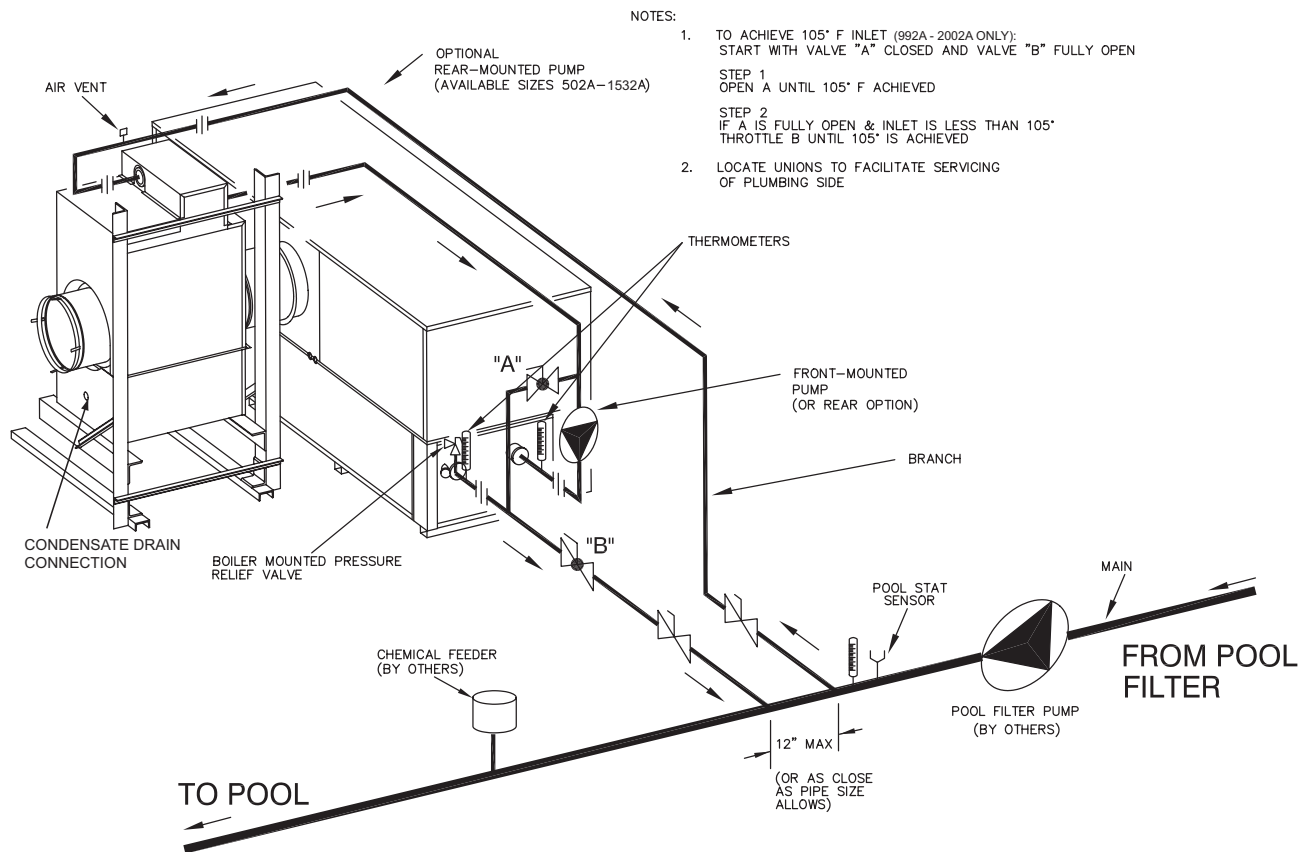 NOTES:
1. TO ACHIEVE 105° F INLET (992A - 2002A ONLY):
START WITH VALVE "A" CLOSED AND VALVE "B" FULLY OPEN
STEP 1
OPEN A UNTIL 105° F ACHIEVED
STEP 2
IF A IS FULLY OPEN & INLET IS LESS THAN 105°
THROTTLE B UNTIL 105° IS ACHIEVED
2. LOCATE UNIONS TO FACILITATE SERVICING
OF PLUMBING SIDE
OPTIONAL
REAR-MOUNTED PUMP
(AVAILABLE SIZES 502A-1532A)
AIR VENT
THERMOMETERS
"A"
FRONT-MOUNTED
PUMP
(OR REAR OPTION)
BRANCH
CONDENSATE DRAIN
CONNECTION
BOILER MOUNTED PRESSURE
RELIEF VALVE
"B"
POOL STAT
SENSOR
MAIN
FROM POOL
FILTER
CHEMICAL FEEDER
(BY OTHERS)
POOL FILTER PUMP
(BY OTHERS)
12" MAX
(OR AS CLOSE
AS PIPE SIZE
ALLOWS)
TO POOL